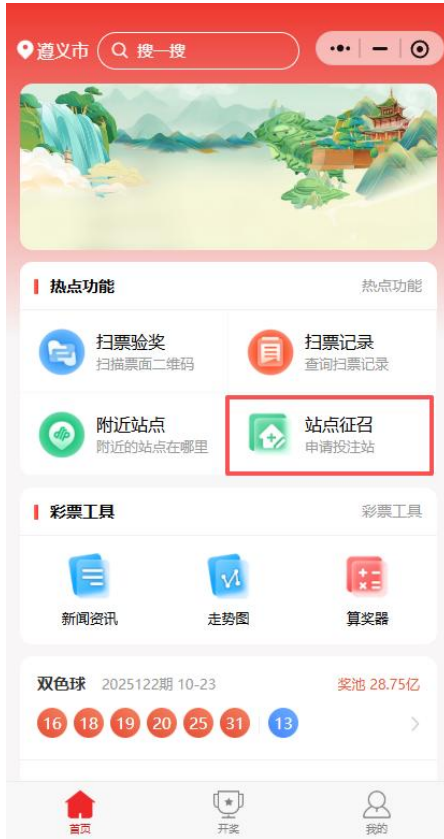 遵义市 搜一搜
热点功能 热点功能
扫票验奖 扫票记录
扫描票面二维码 查询扫票记录
附近站点 站点征召
附近的站点在哪里 申请投注站
彩票工具 彩票工具
新闻资讯 走势图 算奖器
双色球 2025122期 10-23 奖池 28.75亿
16 18 19 20 25 31 13
首页 开奖 我的